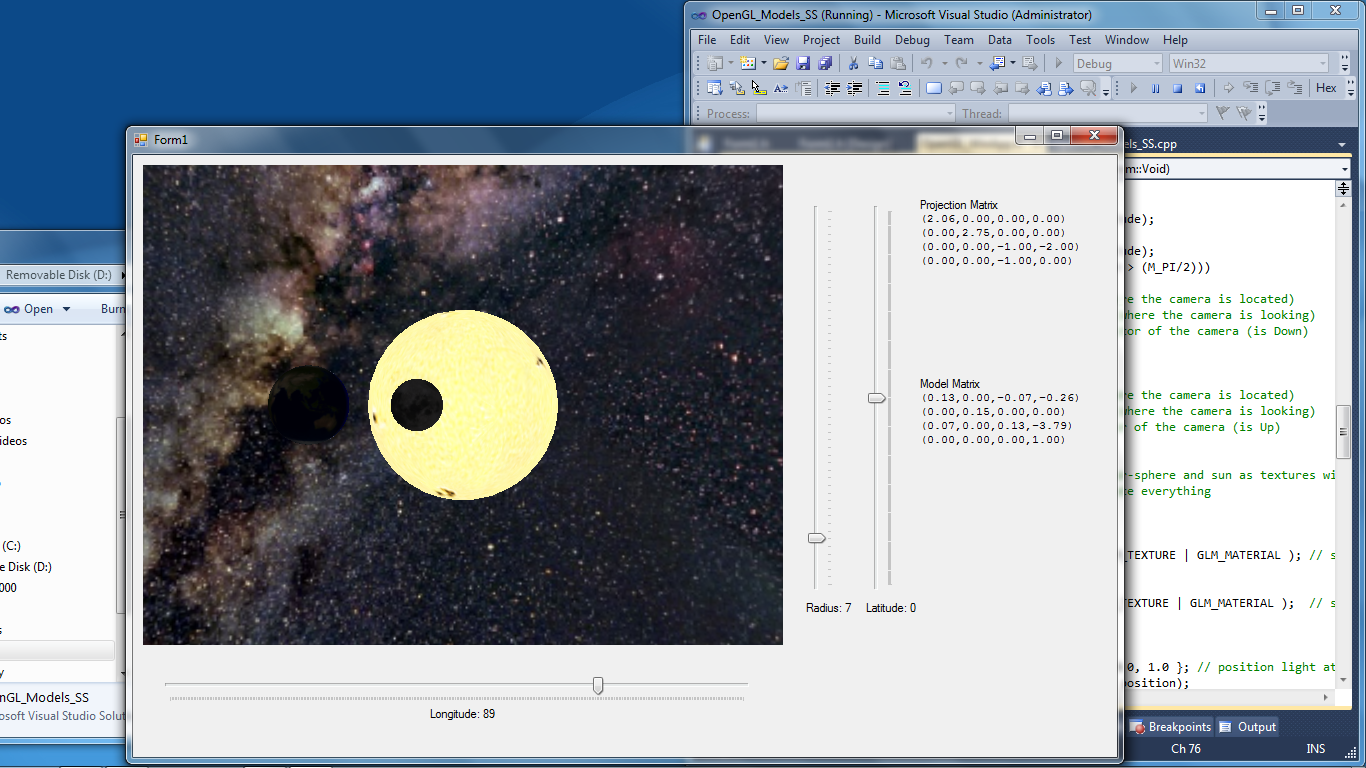 OpenGL_Models_SS (Running) - Microsoft Visual Studio (Administrator)
File Edit View Project Build Debug Team Data Tools Test Window Help
Debug Win32
Hex
Process: Thread:
Form1
els_SS.cpp
m::Void)
Removable Disk (D:)
Open Burn
ts
os
ideos
(C:)
e Disk (D:)
000
s
y
nGL_Models_SS
osoft Visual Studio Solut
Projection Matrix
(2.06,0.00,0.00,0.00)
(0.00,2.75,0.00,0.00)
(0.00,0.00,-1.00,-2.00)
(0.00,0.00,-1.00,0.00)
Model Matrix
(0.13,0.00,-0.07,-0.26)
(0.00,0.15,0.00,0.00)
(0.07,0.00,0.13,-3.79)
(0.00,0.00,0.00,1.00)
Radius: 7 Latitude: 0
Longitude: 89
de);
de);
> (M_PI/2)))
re the camera is located)
where the camera is looking)
tor of the camera (is Down)
re the camera is located)
where the camera is looking)
r of the camera (is Up)
r-sphere and sun as textures wi
te everything
_TEXTURE | GLM_MATERIAL ); // s
TEXTURE | GLM_MATERIAL ); // s
0, 1.0 }; // position light at
position);
Breakpoints Output
Ch 76 INS